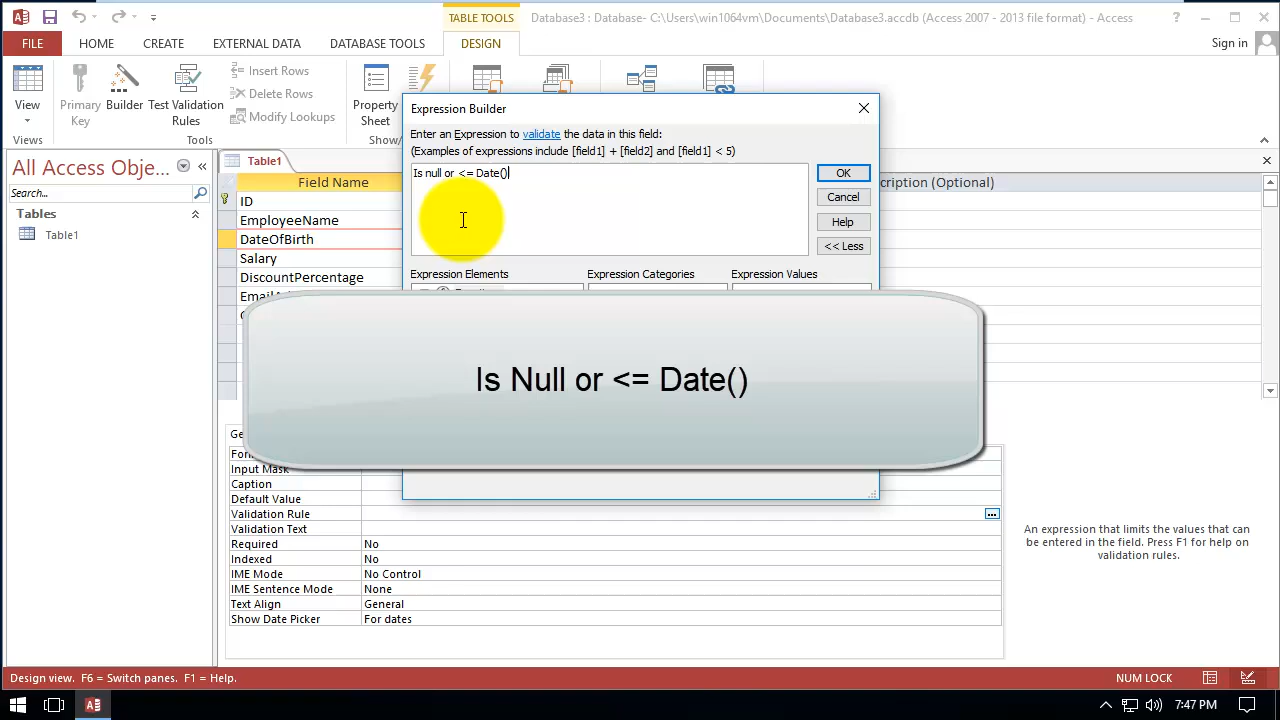 TABLE TOOLS
Database3 : Database- C:\Users\win1064vm\Documents\Database3.accdb (Access 2007 - 2013 file format) - Access
FILE HOME CREATE EXTERNAL DATA DATABASE TOOLS DESIGN Sign in
View
Primary Key
Builder
Test Validation Rules
Insert Rows
Delete Rows
Modify Lookups
Property Sheet
Views
Tools
Show/
All Access Obje...
Search...
Tables
Table1
Table1
Field Name
cription (Optional)
ID
EmployeeName
DateOfBirth
Salary
DiscountPercentage
Expression Builder
Enter an Expression to validate the data in this field:
(Examples of expressions include [field1] + [field2] and [field1] < 5)
Is null or <= Date()
OK
Cancel
Help
<< Less
Expression Elements Expression Categories Expression Values
Is Null or <= Date()
Input Mask
Caption
Default Value
Validation Rule ...
Validation Text
Required No
Indexed No
IME Mode No Control
IME Sentence Mode None
Text Align General
Show Date Picker For dates
An expression that limits the values that can
be entered in the field. Press F1 for help on
validation rules.
Design view. F6 = Switch panes. F1 = Help.
NUM LOCK
7:47 PM